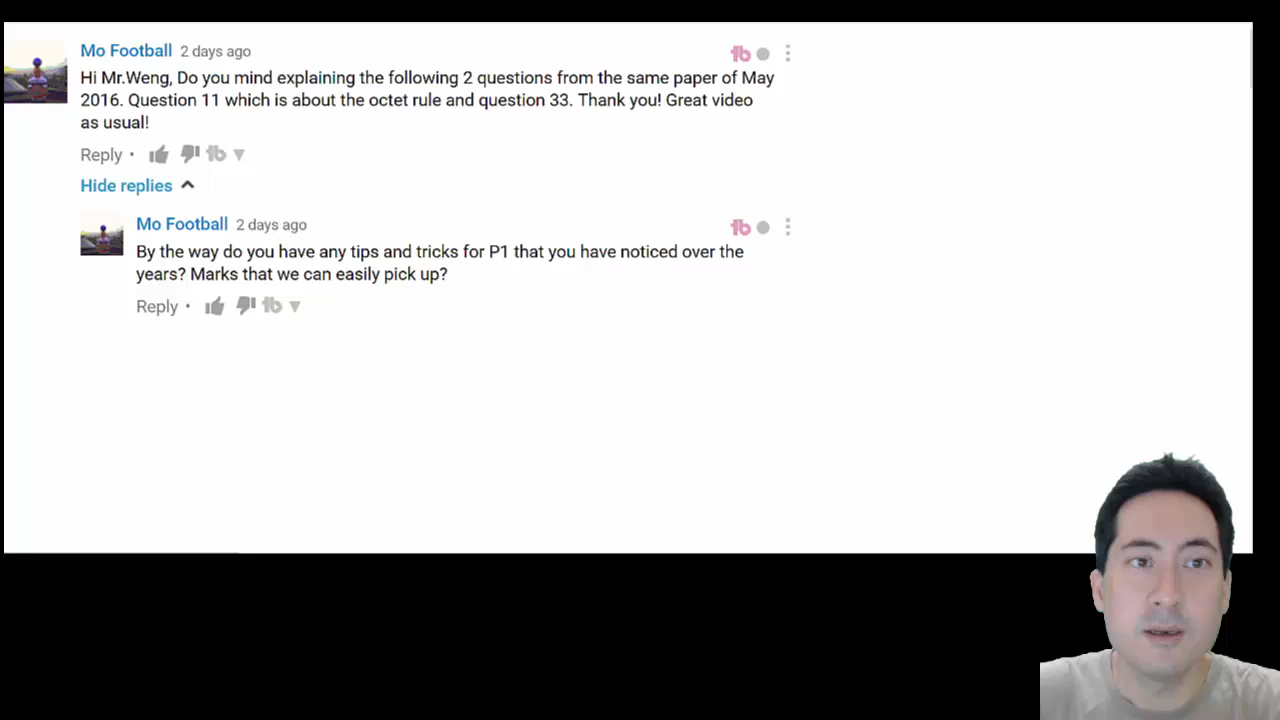 Mo Football 2 days ago
Hi Mr.Weng, Do you mind explaining the following 2 questions from the same paper of May
2016. Question 11 which is about the octet rule and question 33. Thank you! Great video
as usual!
Reply •
Hide replies
Mo Football 2 days ago
By the way do you have any tips and tricks for P1 that you have noticed over the
years? Marks that we can easily pick up?
Reply •